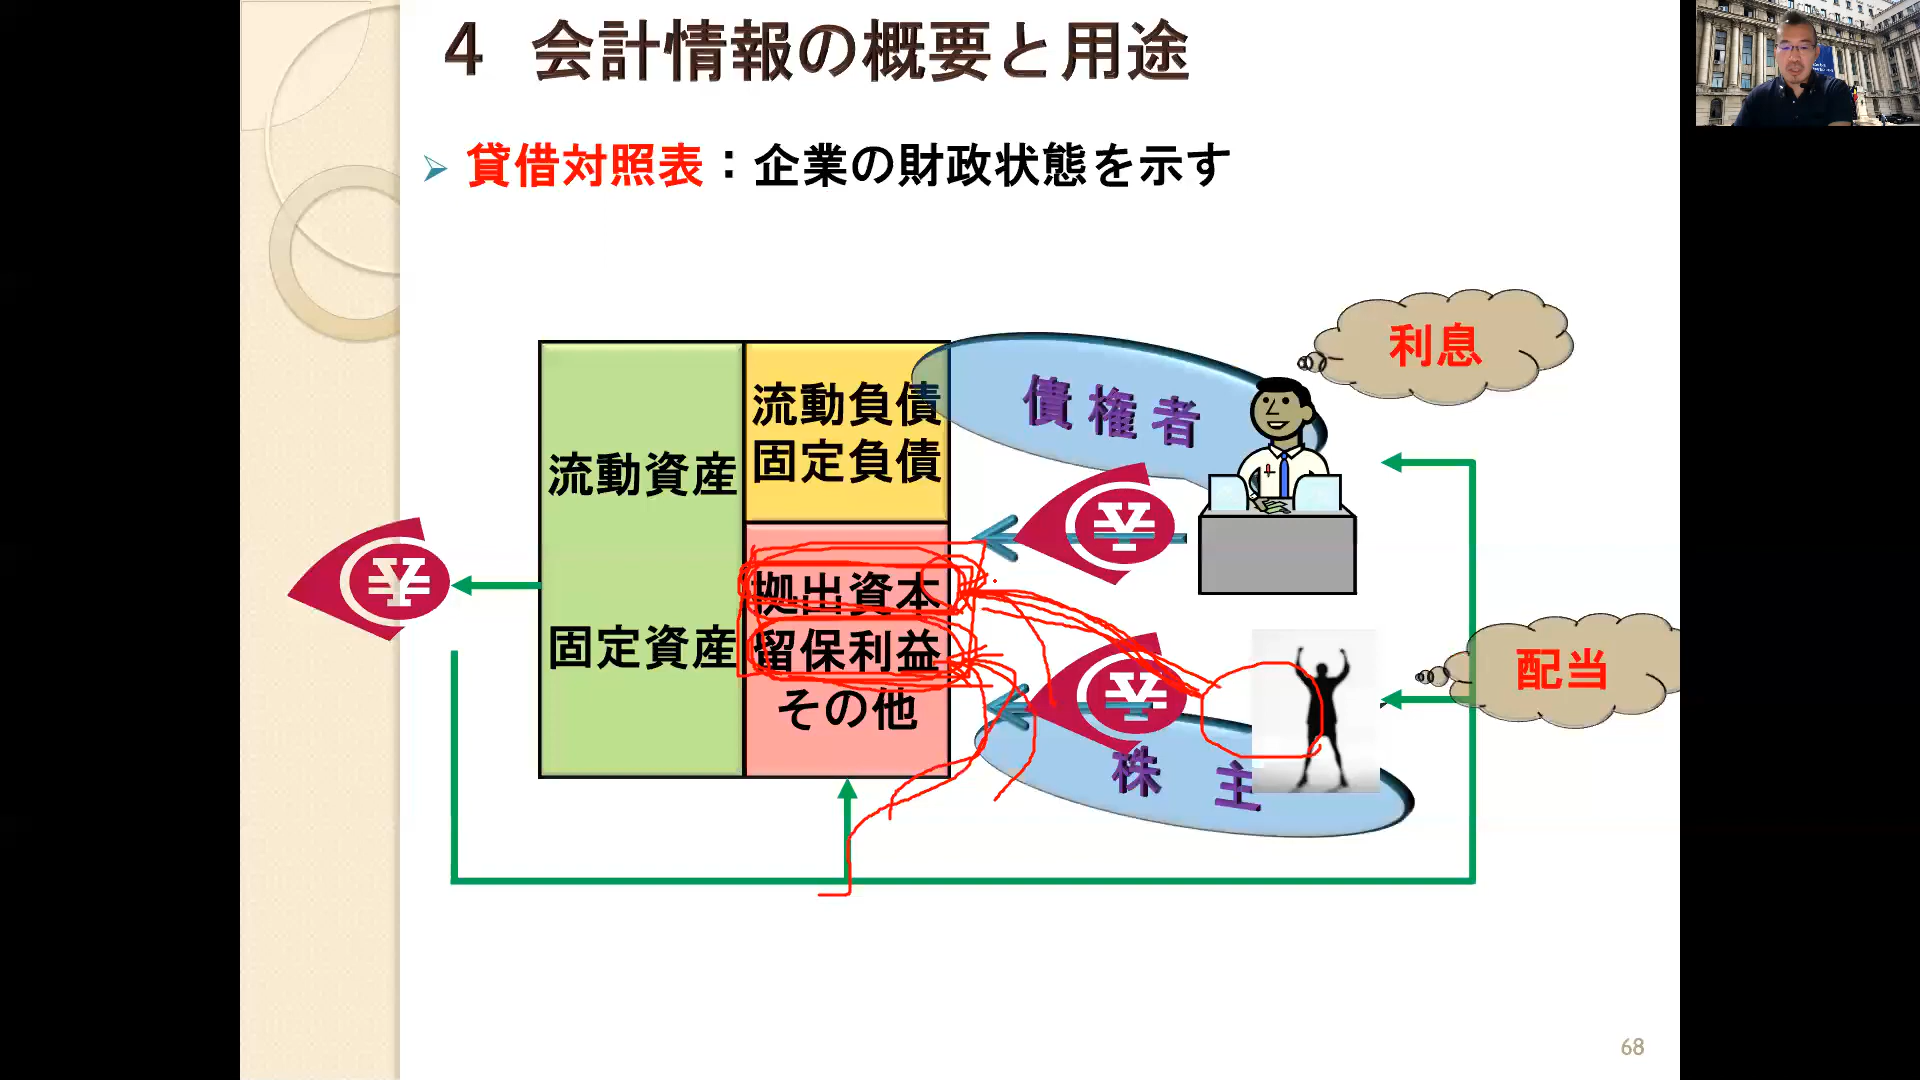 4 会計情報の概要と用途
貸借対照表：企業の財政状態を示す
利息
債権者
流動負債
固定負債
流動資産
¥
¥
拠出資本
固定資産
留保利益
¥
配当
その他
株主
68